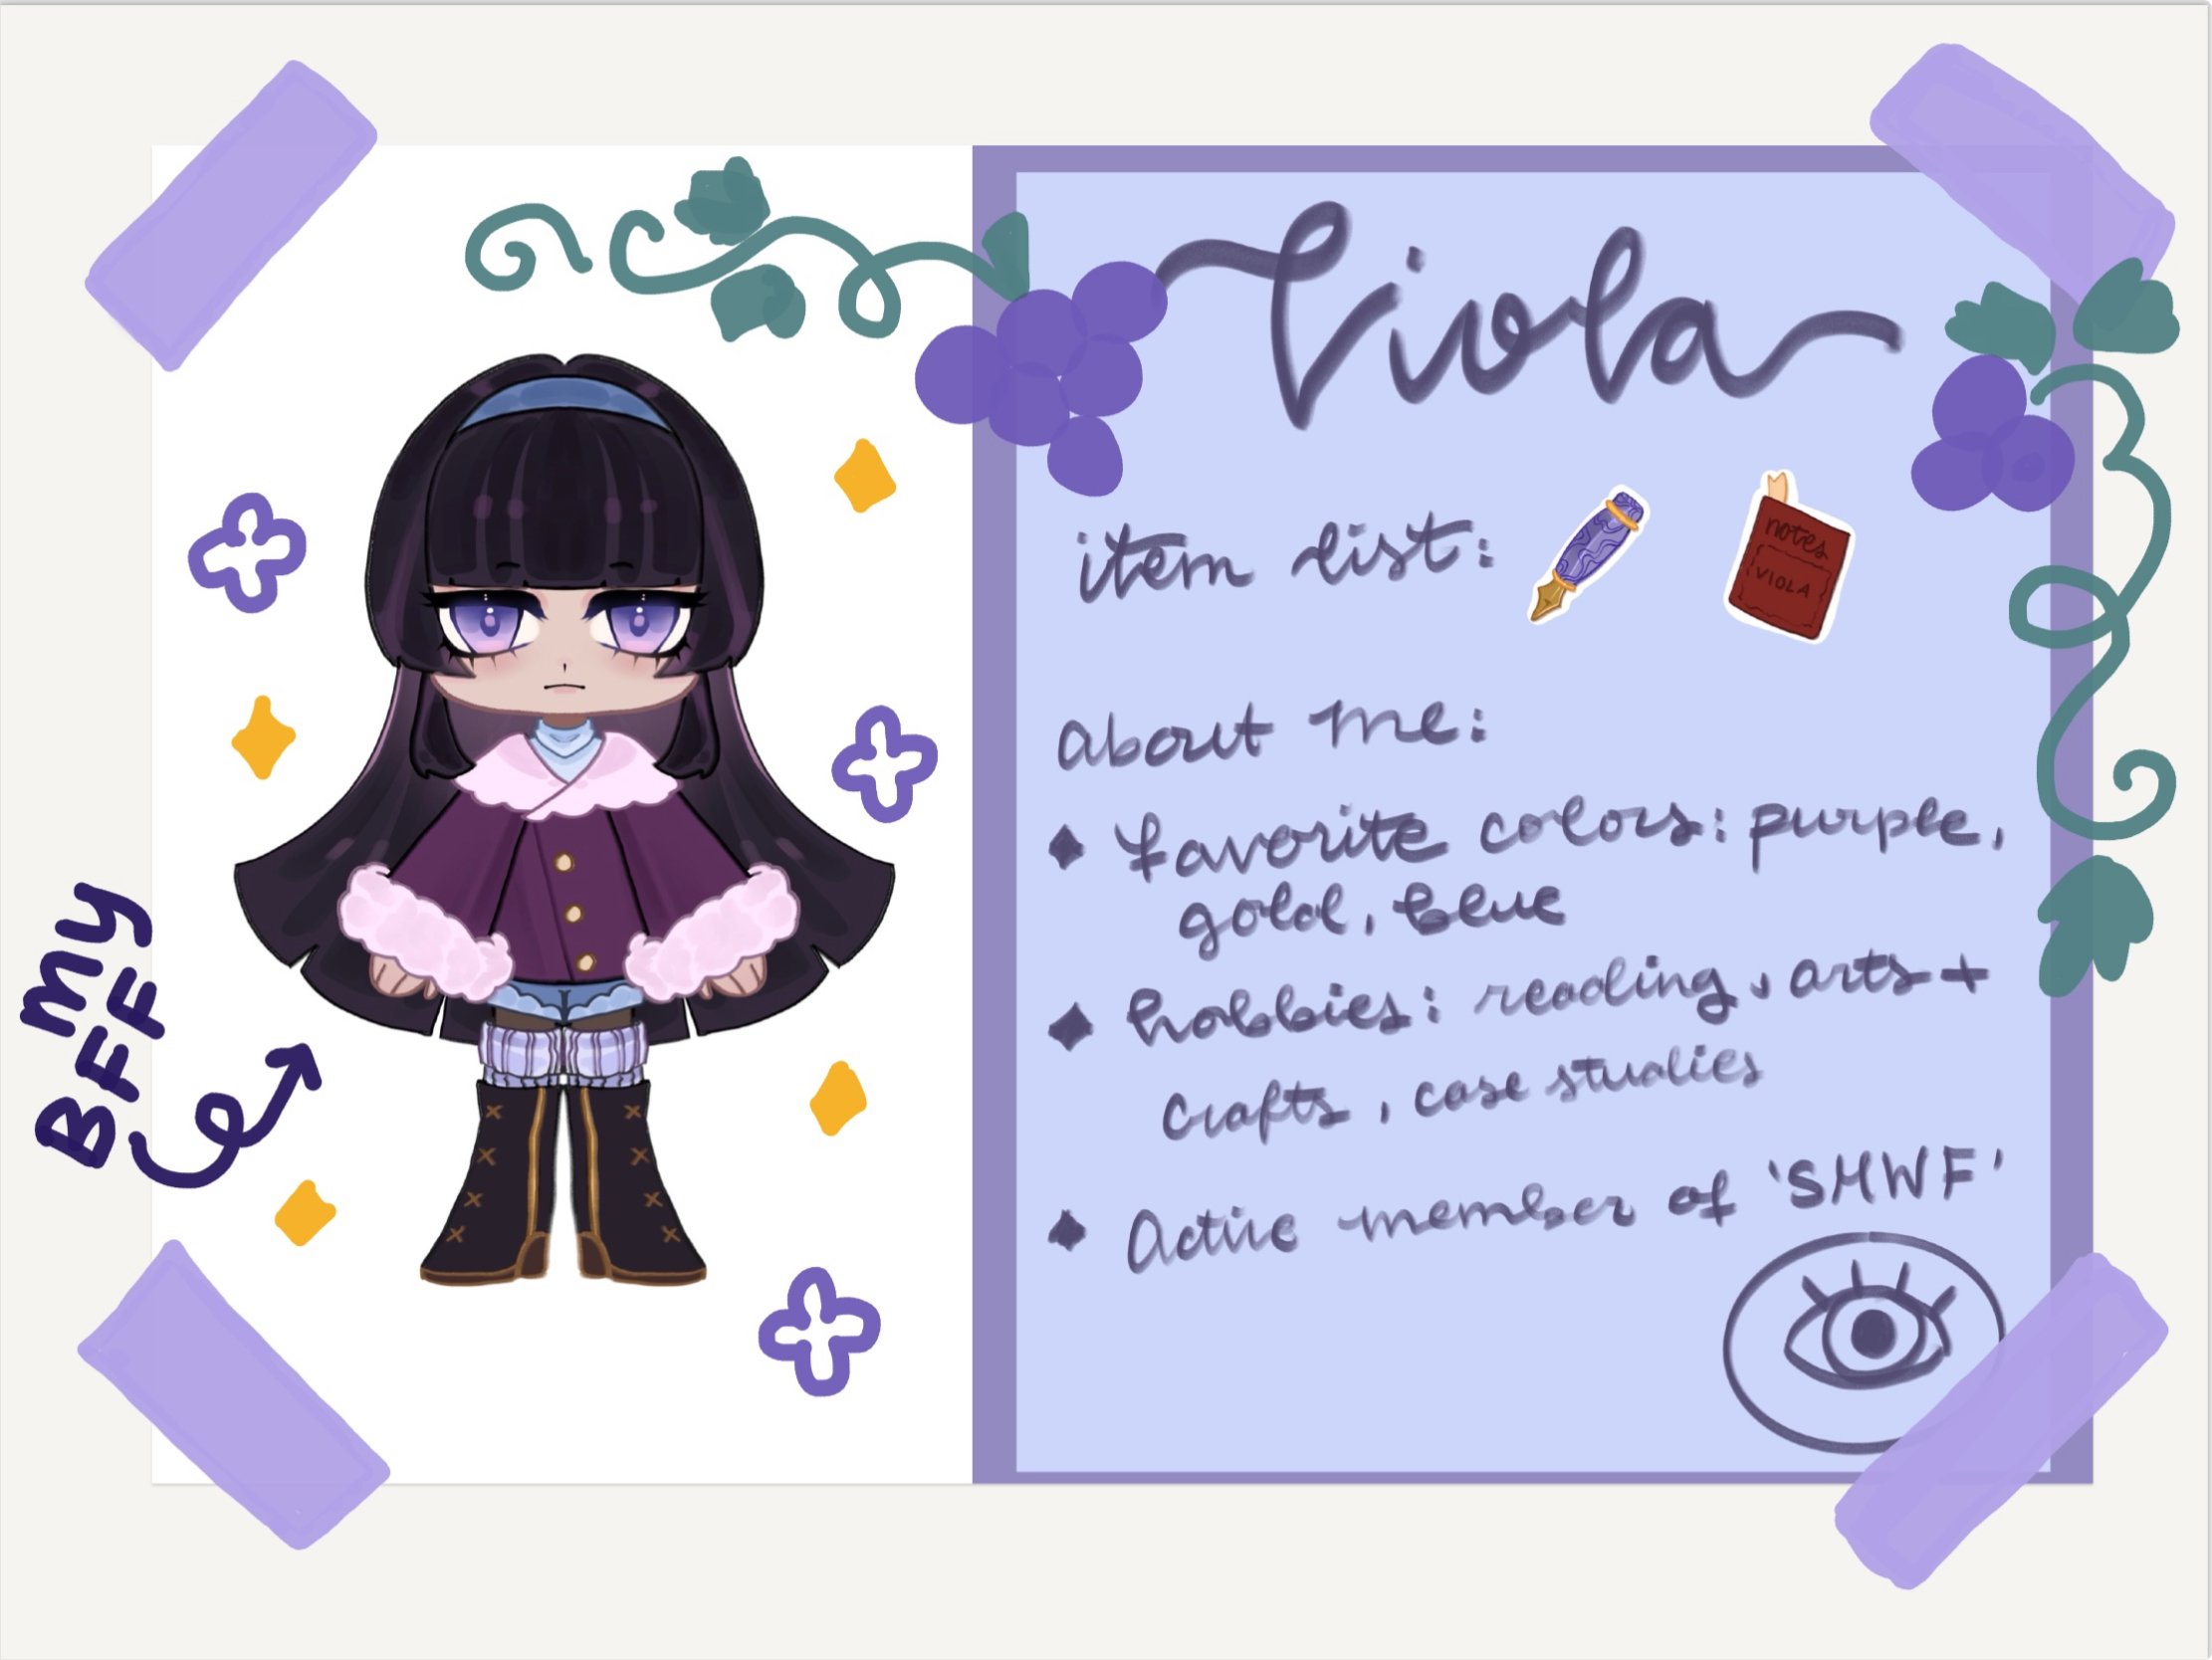 Viola
item list:
notes
VIOLA
about me:
favorite colors: purple,
gold, blue
hobbies: reading, arts +
crafts, case studies
Active member of 'SMWF'
my
BFF